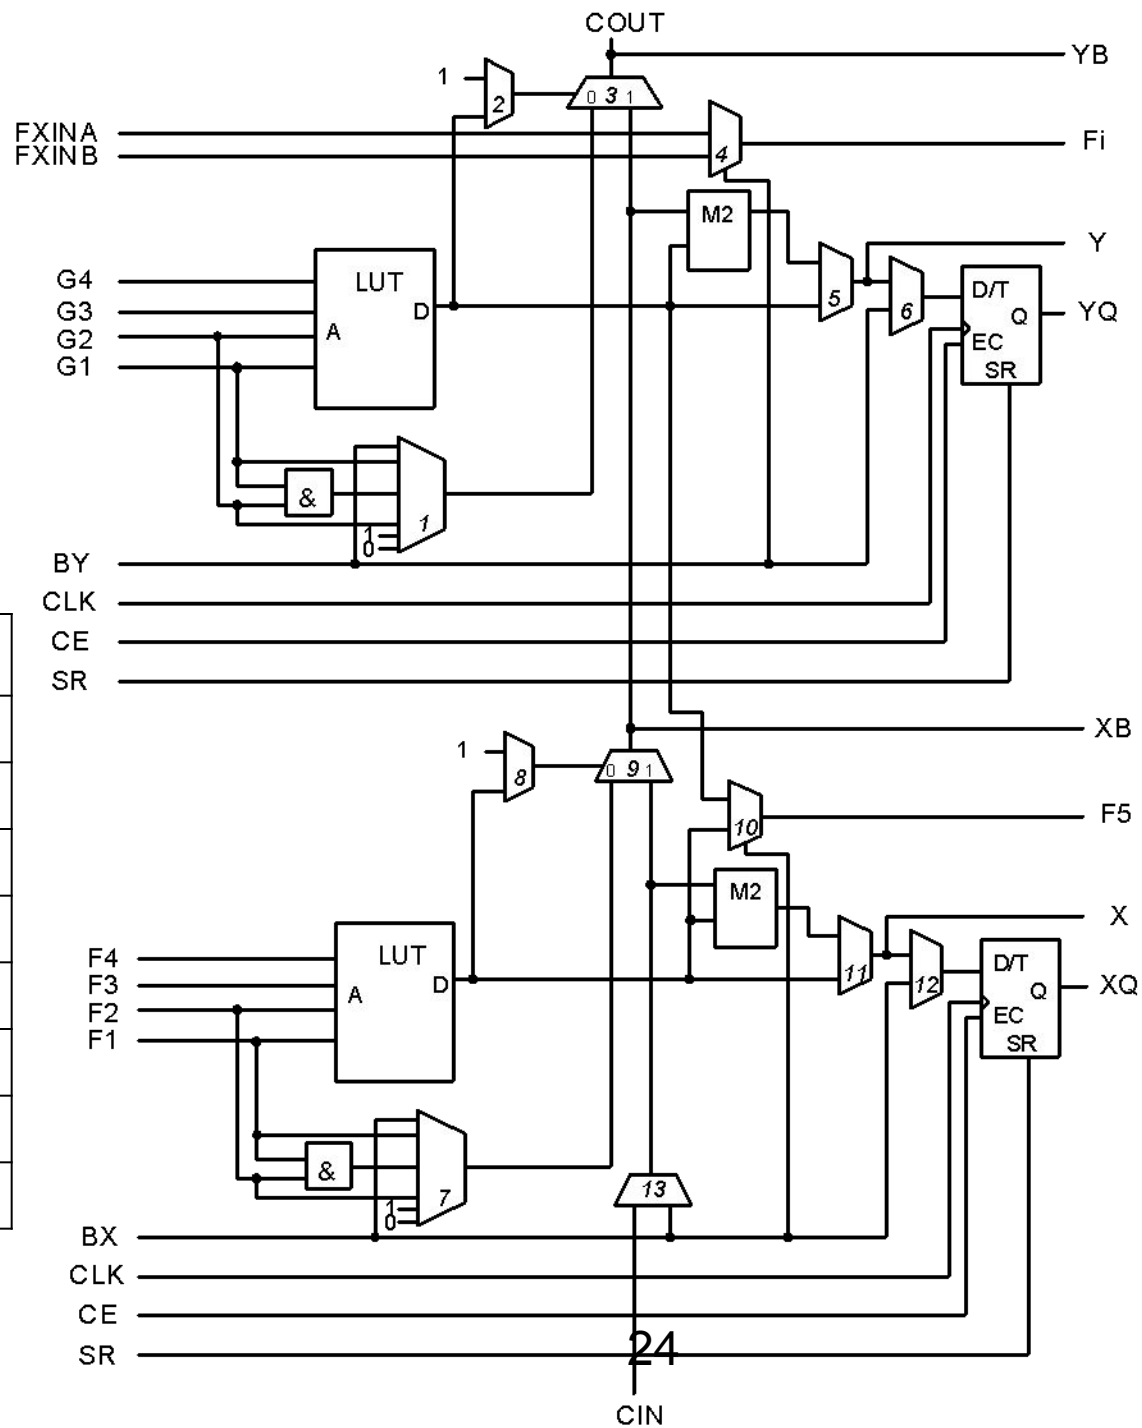 COUT
YB
1
2
0 3 1
FXINA
FXINB
4
Fi
M2
Y
G4
G3
G2
G1
LUT
A
D
5
6
D/T
Q
EC
SR
YQ
&
1
1
0
BY
CLK
CE
SR
XB
1
8
0 9 1
10
F5
M2
X
F4
F3
F2
F1
LUT
A
D
11
12
D/T
Q
EC
SR
XQ
&
7
1
0
13
BX
CLK
CE
SR
24
CIN